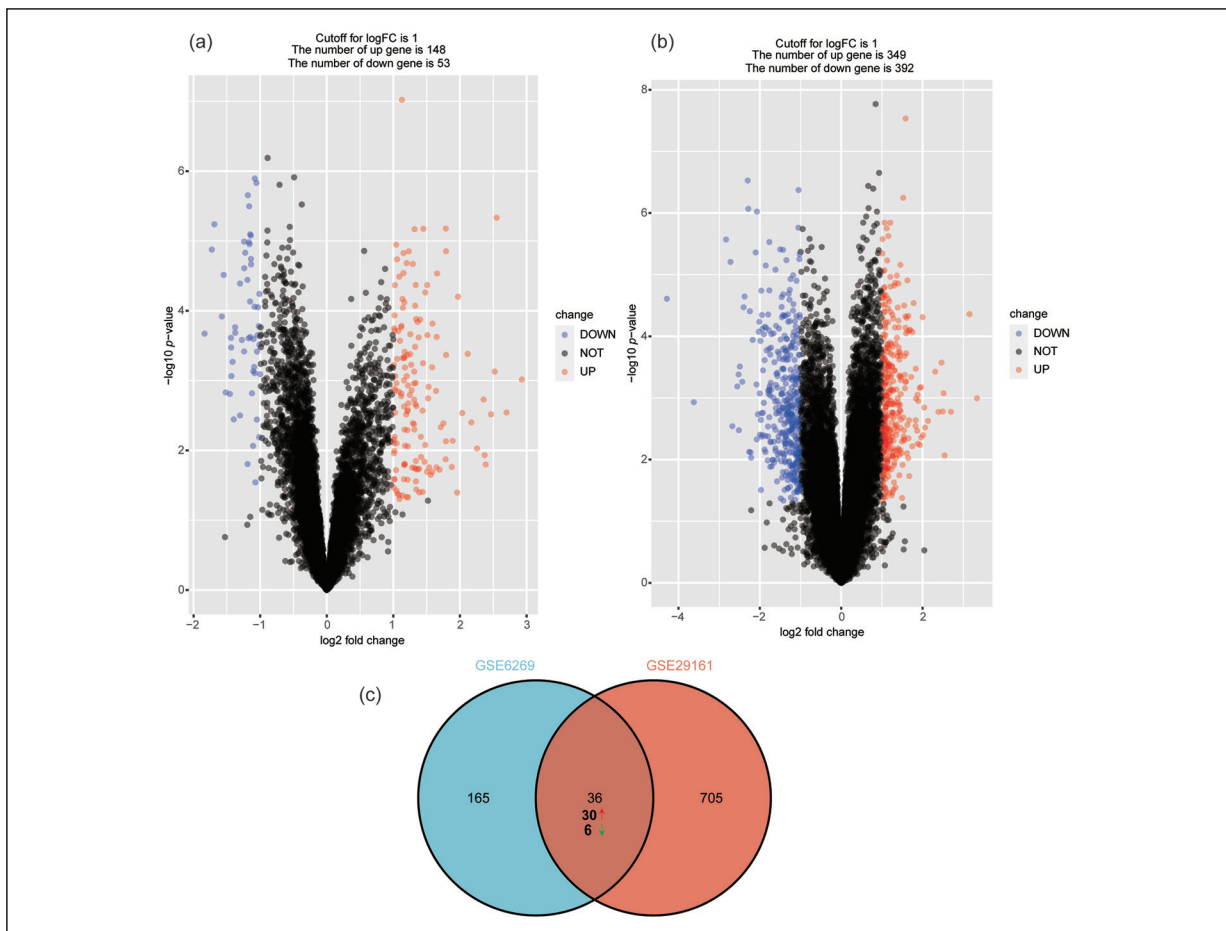 (a)
Cutoff for logFC is 1
The number of up gene is 148
The number of down gene is 53
6
4
2
0
−log10 p-value
−2
−1
0
1
2
3
log2 fold change
change
DOWN
NOT
UP
(b)
Cutoff for logFC is 1
The number of up gene is 349
The number of down gene is 392
8
6
4
2
0
−log10 p-value
−4
−2
0
2
log2 fold change
change
DOWN
NOT
UP
(c)
GSE6269
GSE29161
165
36
705
30↑
6↓